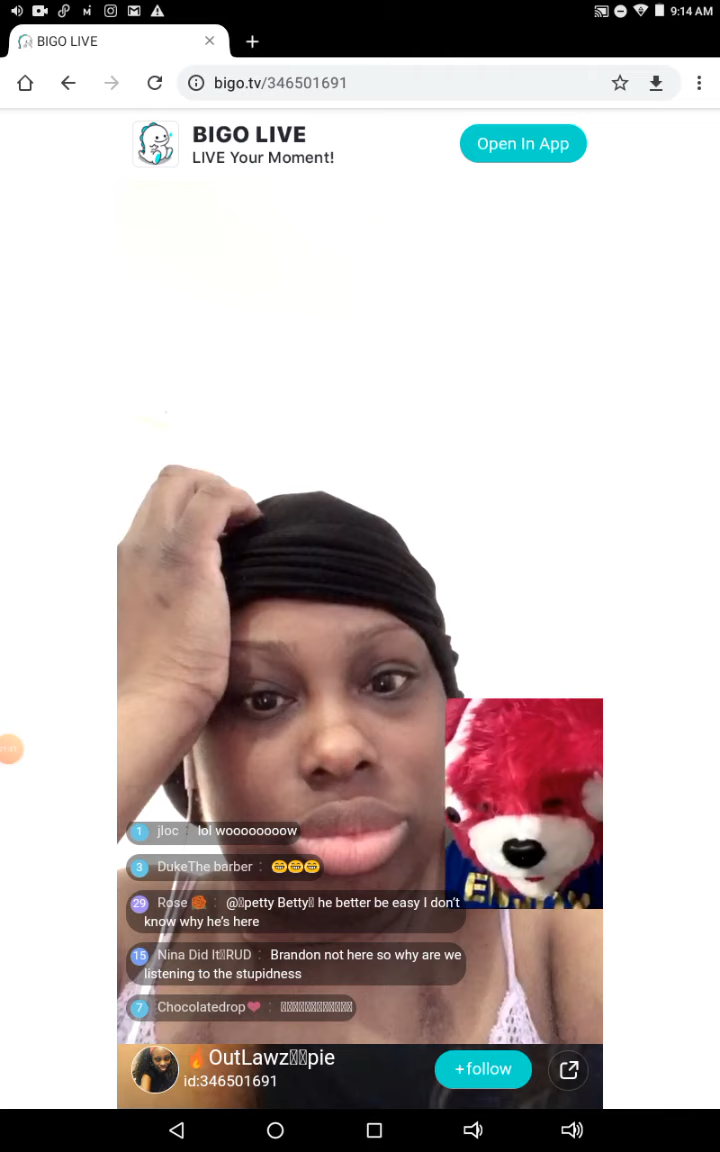 9:14 AM
BIGO LIVE
bigo.tv/346501691
BIGO LIVE
LIVE Your Moment!
Open In App
1 jloc : lol woooooooow
3 DukeThe barber : 😂😂😂
29 Rose 🌹 : @petty Betty he better be easy I don't
know why he's here
15 Nina Did It RUD : Brandon not here so why are we
listening to the stupidness
7 Chocolatedrop❤ :
🔥OutLawz pie
id:346501691
+follow